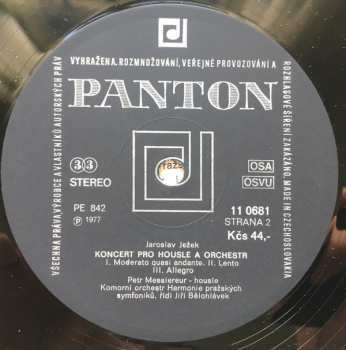 VŠECHNA PRÁVA VÝROBCE A VLASTNÍKŮ AUTORSKÝCH PRÁV
VYHRAŽENA. ROZMNOŽOVÁNÍ, VEŘEJNÉ PROVOZOVÁNÍ A
ROZHLASOVÉ ŠÍŘENÍ ZAKÁZÁNO. MADE IN CZECHOSLOVAKIA
PANTON
33
STEREO
OSA
OSVU
PE 842
℗ 1977
11 0681
STRANA 2
Kčs 44,-
Jaroslav Ježek
KONCERT PRO HOUSLE A ORCHESTR
I. Moderato quasi andante. II. Lento
III. Allegro
Petr Messiereur - housle
Komorní orchestr Harmonie pražských
symfoniků, řídí Jiří Bělohlávek